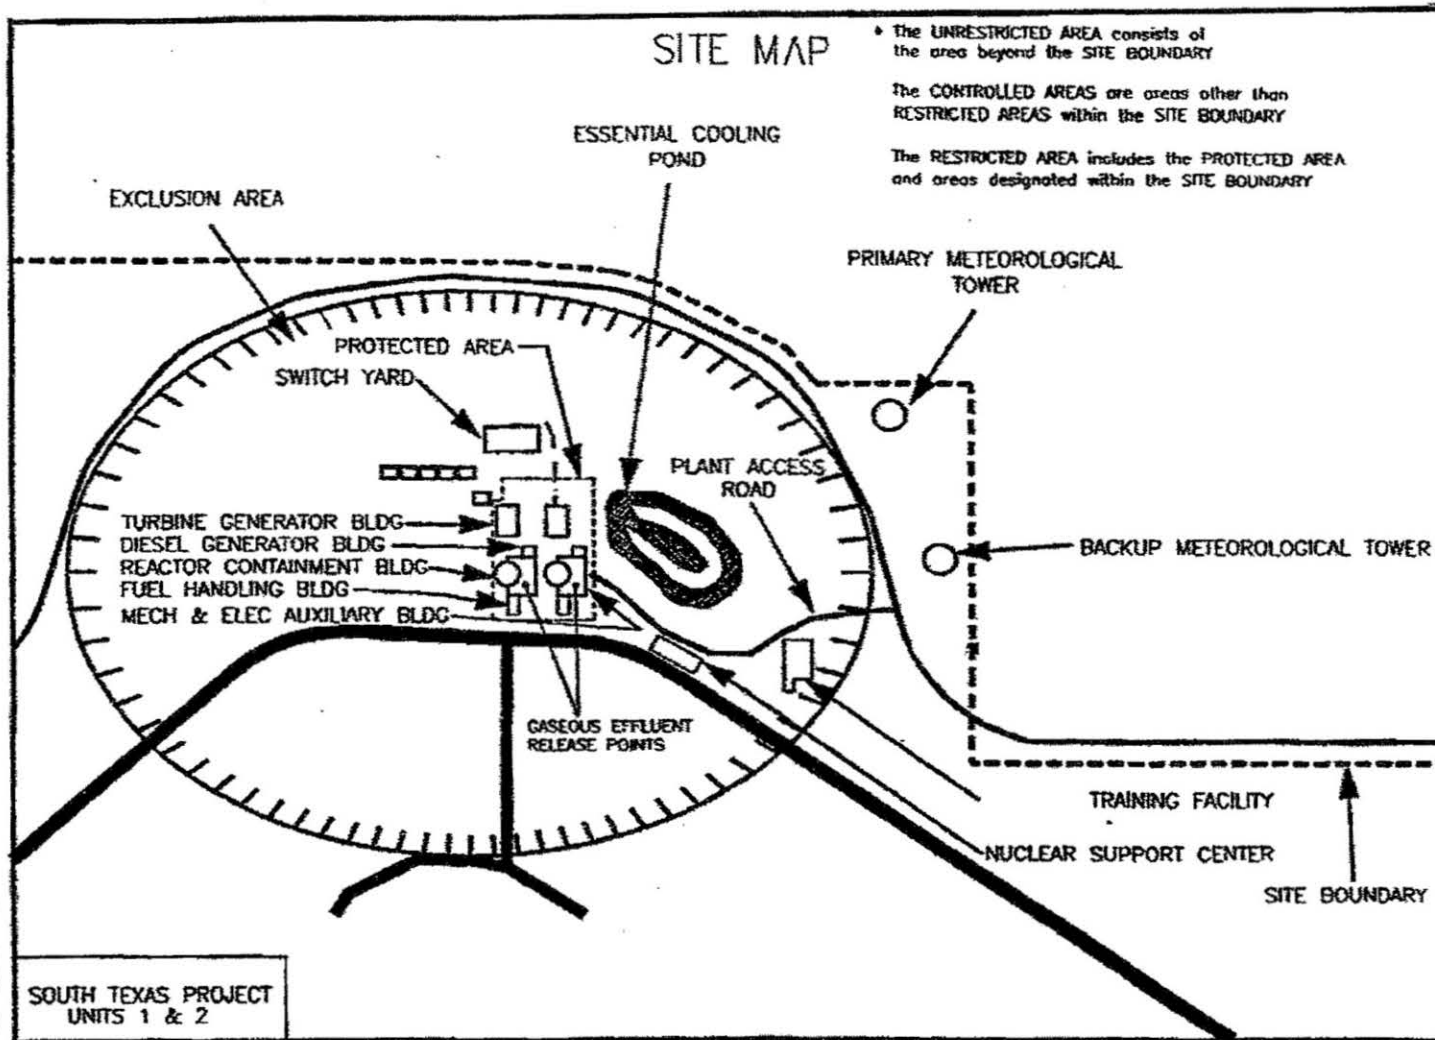 SITE MAP
* The UNRESTRICTED AREA consists of
the area beyond the SITE BOUNDARY
The CONTROLLED AREAS are areas other than
RESTRICTED AREAS within the SITE BOUNDARY
The RESTRICTED AREA includes the PROTECTED AREA
and areas designated within the SITE BOUNDARY
ESSENTIAL COOLING
POND
EXCLUSION AREA
PRIMARY METEOROLOGICAL
TOWER
PROTECTED AREA
SWITCH YARD
PLANT ACCESS
ROAD
TURBINE GENERATOR BLDG
DIESEL GENERATOR BLDG
REACTOR CONTAINMENT BLDG
FUEL HANDLING BLDG
MECH & ELEC AUXILIARY BLDG
BACKUP METEOROLOGICAL TOWER
GASEOUS EFFLUENT
RELEASE POINTS
TRAINING FACILITY
NUCLEAR SUPPORT CENTER
SITE BOUNDARY
SOUTH TEXAS PROJECT
UNITS 1 & 2